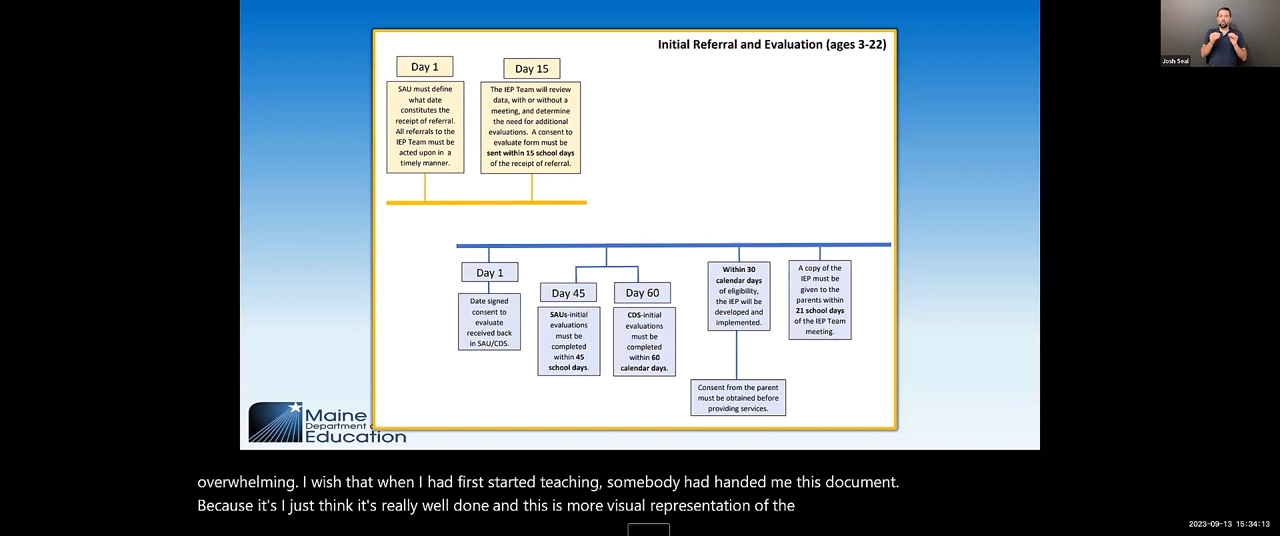 Initial Referral and Evaluation (ages 3-22)
Day 1
SAU must define
what date
constitutes the
receipt of referral.
All referrals to the
IEP Team must be
acted upon in a
timely manner.
Day 15
The IEP Team will review
data, with or without a
meeting, and determine
the need for additional
evaluations. A consent to
evaluate form must be
sent within 15 school days
of the receipt of referral.
Day 1
Date signed
consent to
evaluate
received back
in SAU/CDS.
Day 45
SAUs-initial
evaluations
must be
completed
within 45
school days.
Day 60
CDS-initial
evaluations
must be
completed
within 60
calendar days.
Within 30
calendar days
of eligibility,
the IEP will be
developed and
implemented.
Consent from the parent
must be obtained before
providing services.
A copy of the
IEP must be
given to the
parents within
21 school days
of the IEP Team
meeting.
Maine
Department o
Education
Josh Seal
overwhelming. I wish that when I had first started teaching, somebody had handed me this document.
Because it's I just think it's really well done and this is more visual representation of the
2023-09-13 15:34:13